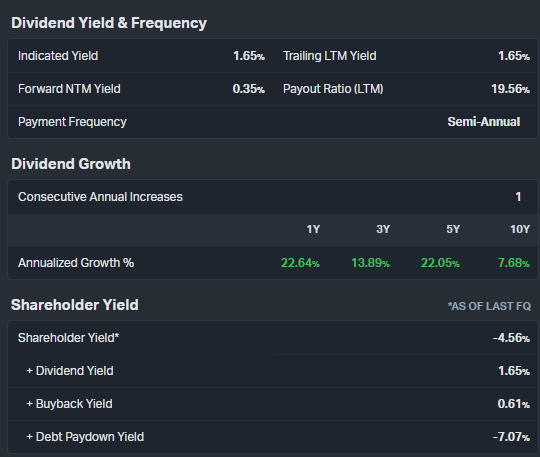 Dividend Yield & Frequency
Indicated Yield 1.65% Trailing LTM Yield 1.65%
Forward NTM Yield 0.35% Payout Ratio (LTM) 19.56%
Payment Frequency Semi-Annual
Dividend Growth
Consecutive Annual Increases 1
1Y 3Y 5Y 10Y
Annualized Growth % 22.64% 13.89% 22.05% 7.68%
Shareholder Yield *AS OF LAST FQ
Shareholder Yield* -4.56%
+ Dividend Yield 1.65%
+ Buyback Yield 0.61%
+ Debt Paydown Yield -7.07%